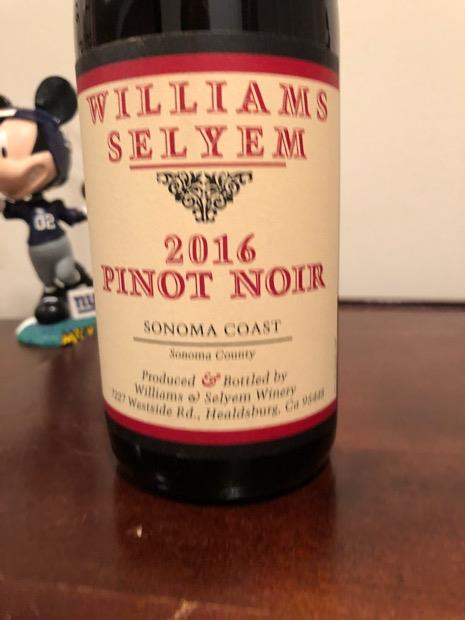 WILLIAMS
SELYEM
2016
PINOT NOIR
SONOMA COAST
Sonoma County
Produced & Bottled by
Williams & Selyem Winery
7227 Westside Rd., Healdsburg, Ca 95448
02